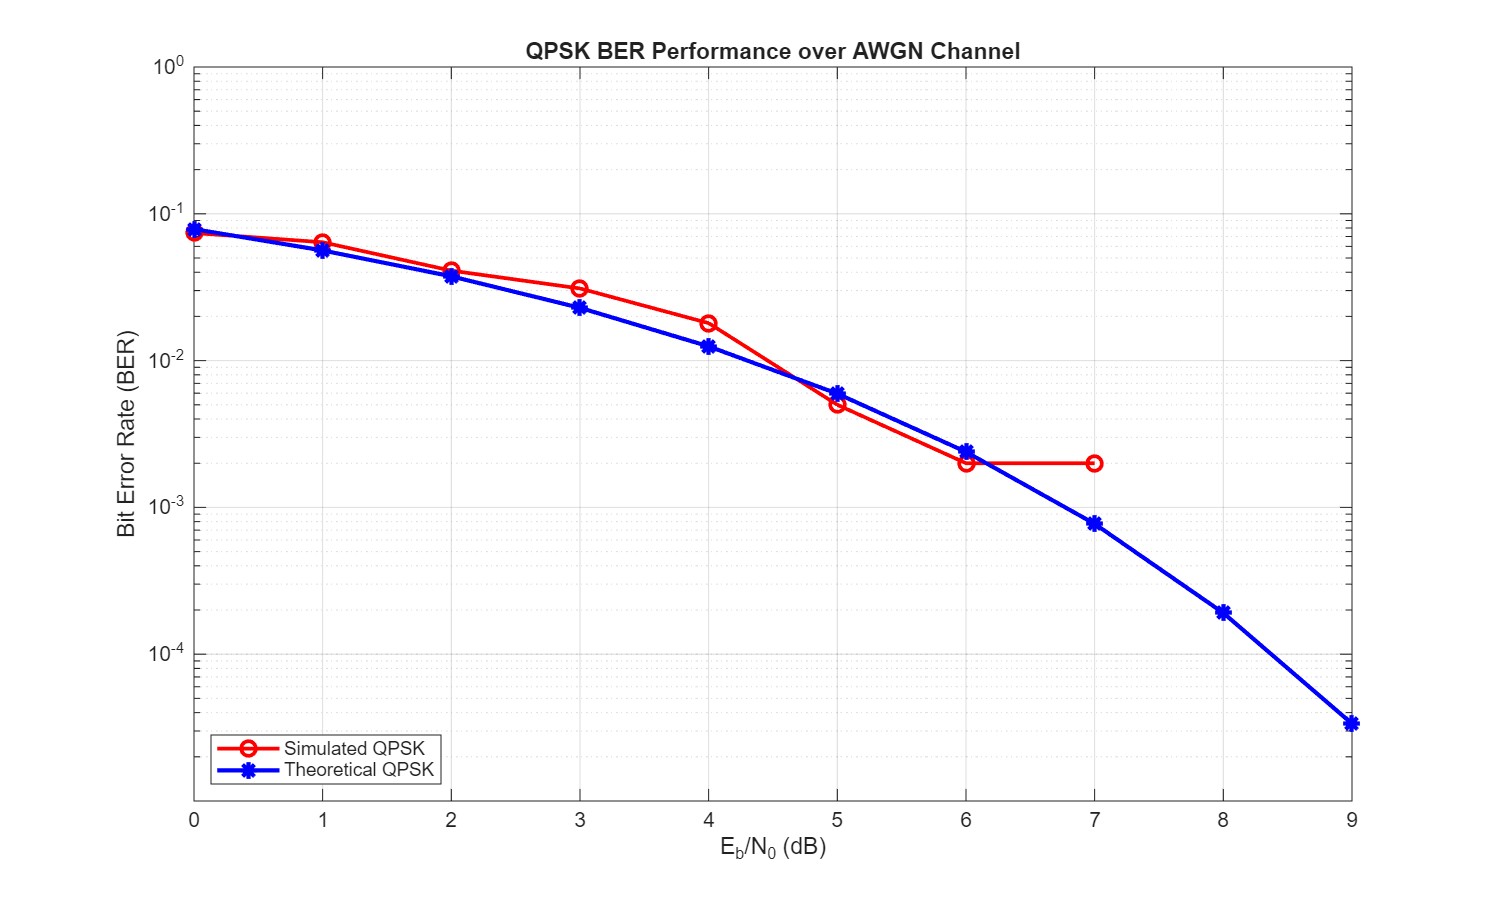 QPSK BER Performance over AWGN Channel
10^0
10^-1
10^-2
10^-3
10^-4
Bit Error Rate (BER)
Simulated QPSK
Theoretical QPSK
0 1 2 3 4 5 6 7 8 9
E_b/N_0 (dB)